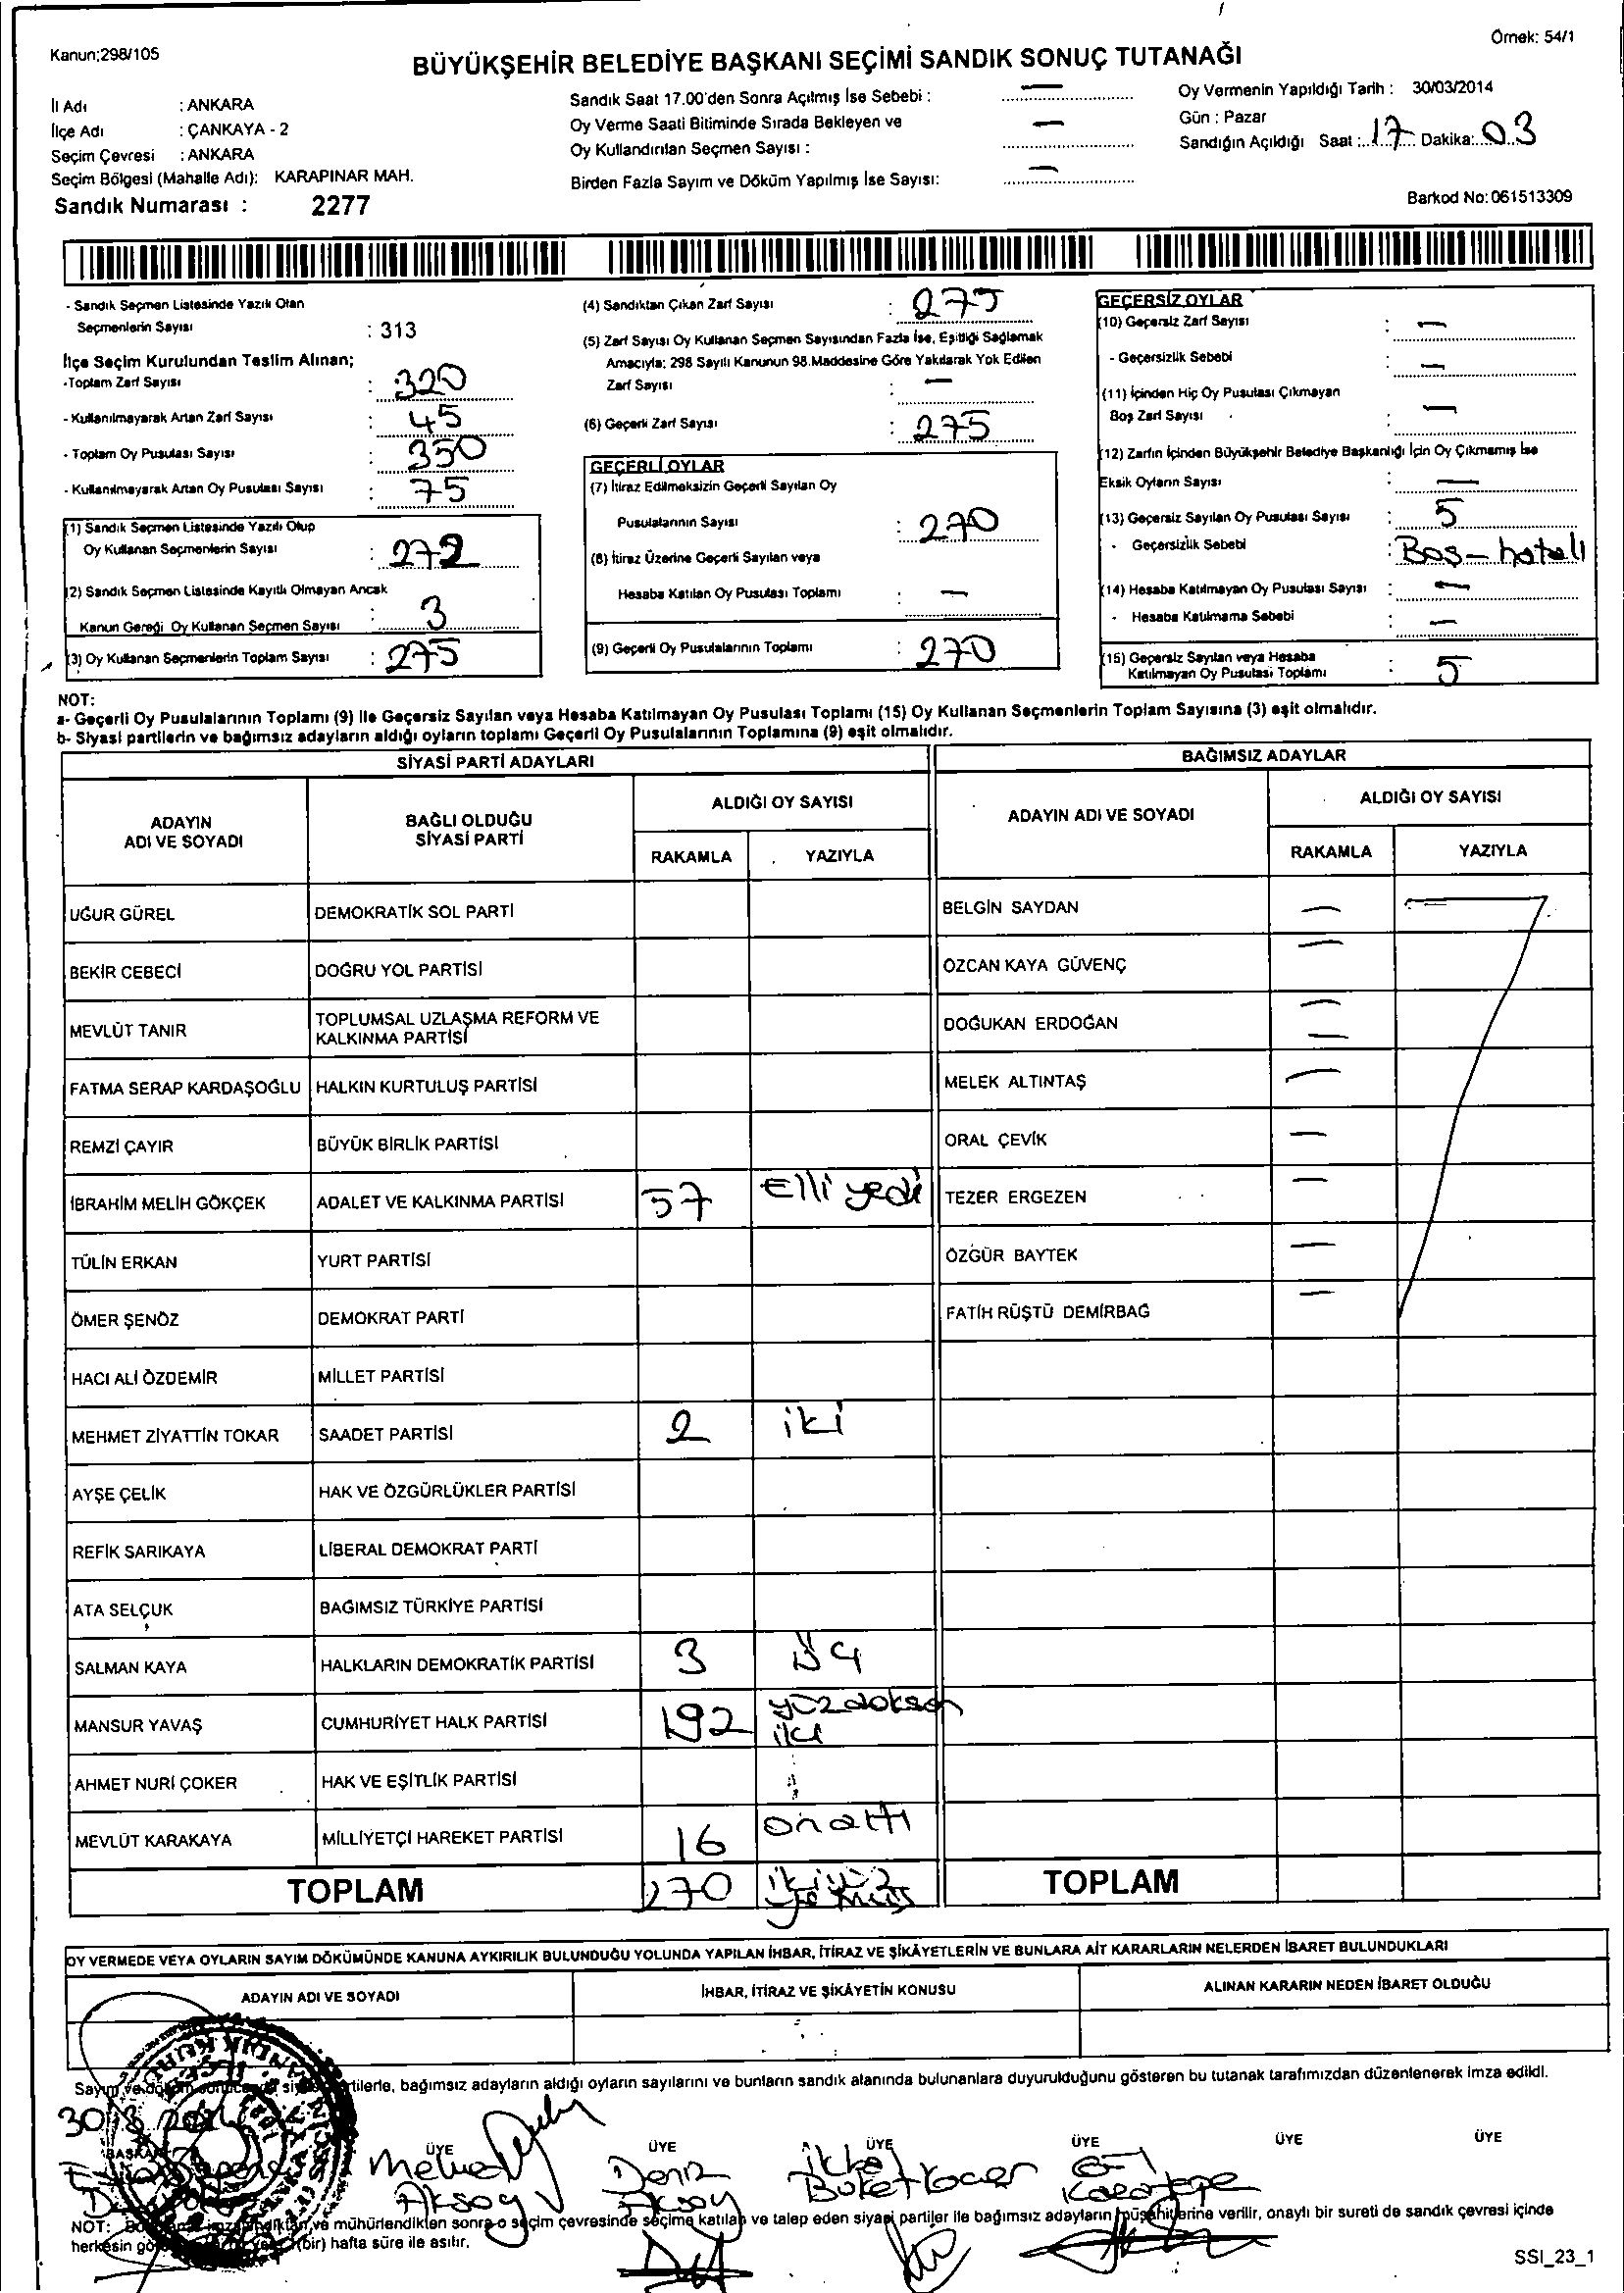 Kanun;298/105
Örnek: 54/1
BÜYÜKŞEHİR BELEDİYE BAŞKANI SEÇİMİ SANDIK SONUÇ TUTANAĞI
İl Adı : ANKARA
İlçe Adı : ÇANKAYA - 2
Seçim Çevresi : ANKARA
Seçim Bölgesi (Mahalle Adı): KARAPINAR MAH.
Sandık Numarası : 2277
Sandık Saat 17.00'den Sonra Açılmış İse Sebebi : —
Oy Verme Saati Bitiminde Sırada Bekleyen ve
Oy Kullandırılan Seçmen Sayısı : —
Birden Fazla Sayım ve Döküm Yapılmış İse Sayısı: —
Oy Vermenin Yapıldığı Tarih : 30/03/2014
Gün : Pazar
Sandığın Açıldığı Saat : 17 Dakika: 03
Barkod No: 061513309
- Sandık Seçmen Listesinde Yazılı Olan
Seçmenlerin Sayısı : 313
İlçe Seçim Kurulundan Teslim Alınan;
-Toplam Zarf Sayısı : 320
- Kullanılmayarak Artan Zarf Sayısı : 45
- Toplam Oy Pusulası Sayısı : 350
- Kullanılmayarak Artan Oy Pusulası Sayısı : 75
(1) Sandık Seçmen Listesinde Yazılı Olup
Oy Kullanan Seçmenlerin Sayısı : 272
(2) Sandık Seçmen Listesinde Kayıtlı Olmayan Ancak
Kanun Gereği Oy Kullanan Seçmen Sayısı : 3
(3) Oy Kullanan Seçmenlerin Toplam Sayısı : 275
(4) Sandıktan Çıkan Zarf Sayısı : 275
(5) Zarf Sayısı Oy Kullanan Seçmen Sayısından Fazla İse, Eşitliği Sağlamak
Amacıyla; 298 Sayılı Kanunun 98.Maddesine Göre Yakılarak Yok Edilen
Zarf Sayısı : —
(6) Geçerli Zarf Sayısı : 275
GEÇERLİ OYLAR
(7) İtiraz Edilmeksizin Geçerli Sayılan Oy
Pusulalarının Sayısı : 270
(8) İtiraz Üzerine Geçerli Sayılan veya
Hesaba Katılan Oy Pusulası Toplamı : —
(9) Geçerli Oy Pusulalarının Toplamı : 270
GEÇERSİZ OYLAR
(10) Geçersiz Zarf Sayısı : —
- Geçersizlik Sebebi : —
(11) İçinden Hiç Oy Pusulası Çıkmayan
Boş Zarf Sayısı : —
(12) Zarfın İçinden Büyükşehir Belediye Başkanlığı İçin Oy Çıkmamış İse
Eksik Oyların Sayısı : —
(13) Geçersiz Sayılan Oy Pusulası Sayısı : 5
- Geçersizlik Sebebi : Boş-hatalı
(14) Hesaba Katılmayan Oy Pusulası Sayısı : —
- Hesaba Katılmama Sebebi : —
(15) Geçersiz Sayılan veya Hesaba
Katılmayan Oy Pusulası Toplamı : 5
NOT:
a- Geçerli Oy Pusulalarının Toplamı (9) ile Geçersiz Sayılan veya Hesaba Katılmayan Oy Pusulası Toplamı (15) Oy Kullanan Seçmenlerin Toplam Sayısına (3) eşit olmalıdır.
b- Siyasi partilerin ve bağımsız adayların aldığı oyların toplamı Geçerli Oy Pusulalarının Toplamına (9) eşit olmalıdır.
SİYASİ PARTİ ADAYLARI
BAĞIMSIZ ADAYLAR
ADAYIN
ADI VE SOYADI
BAĞLI OLDUĞU
SİYASİ PARTİ
ALDIĞI OY SAYISI
RAKAMLA YAZIYLA
ADAYIN ADI VE SOYADI
ALDIĞI OY SAYISI
RAKAMLA YAZIYLA
UĞUR GÜREL DEMOKRATİK SOL PARTİ
BELGİN SAYDAN —
BEKİR CEBECİ DOĞRU YOL PARTİSİ
ÖZCAN KAYA GÜVENÇ —
MEVLÜT TANIR TOPLUMSAL UZLAŞMA REFORM VE
KALKINMA PARTİSİ
DOĞUKAN ERDOĞAN —
FATMA SERAP KARDAŞOĞLU HALKIN KURTULUŞ PARTİSİ
MELEK ALTINTAŞ —
REMZİ ÇAYIR BÜYÜK BİRLİK PARTİSİ
ORAL ÇEVİK —
İBRAHİM MELİH GÖKÇEK ADALET VE KALKINMA PARTİSİ 57 Elli yedi
TEZER ERGEZEN —
TÜLİN ERKAN YURT PARTİSİ
ÖZGÜR BAYTEK —
ÖMER ŞENÖZ DEMOKRAT PARTİ
FATİH RÜŞTÜ DEMİRBAĞ —
HACI ALİ ÖZDEMİR MİLLET PARTİSİ
MEHMET ZİYATTİN TOKAR SAADET PARTİSİ 2 iki
AYŞE ÇELİK HAK VE ÖZGÜRLÜKLER PARTİSİ
REFİK SARIKAYA LİBERAL DEMOKRAT PARTİ
ATA SELÇUK BAĞIMSIZ TÜRKİYE PARTİSİ
SALMAN KAYA HALKLARIN DEMOKRATİK PARTİSİ 3 üç
MANSUR YAVAŞ CUMHURİYET HALK PARTİSİ 192 yüzdoksan
iki
AHMET NURİ ÇOKER HAK VE EŞİTLİK PARTİSİ
MEVLÜT KARAKAYA MİLLİYETÇİ HAREKET PARTİSİ 16 onaltı
TOPLAM 270 ikiyüz
yetmiş
TOPLAM
OY VERMEDE VEYA OYLARIN SAYIM DÖKÜMÜNDE KANUNA AYKIRILIK BULUNDUĞU YOLUNDA YAPILAN İHBAR, İTİRAZ VE ŞİKÂYETLERİN VE BUNLARA AİT KARARLARIN NELERDEN İBARET BULUNDUKLARI
ADAYIN ADI VE SOYADI
İHBAR, İTİRAZ VE ŞİKÂYETİN KONUSU
ALINAN KARARIN NEDEN İBARET OLDUĞU
Sayım ve bağımsız adayların aldığı oyların sayılarını ve bunların sandık alanında bulunanlara duyurulduğunu gösteren bu tutanak tarafımızdan düzenlenerek imza edildi.
BAŞKAN ÜYE ÜYE ÜYE ÜYE ÜYE ÜYE
Aksoy
Deniz
Aksoy
Buket Kocer
Karatepe
NOT: ve mühürlendikten sonra o seçim çevresinde seçime katılan ve talep eden siyasi partiler ile bağımsız adayların müşahitlerine verilir, onaylı bir sureti de sandık çevresi içinde
herkesin (bir) hafta süre ile asılır.
SSI_23_1